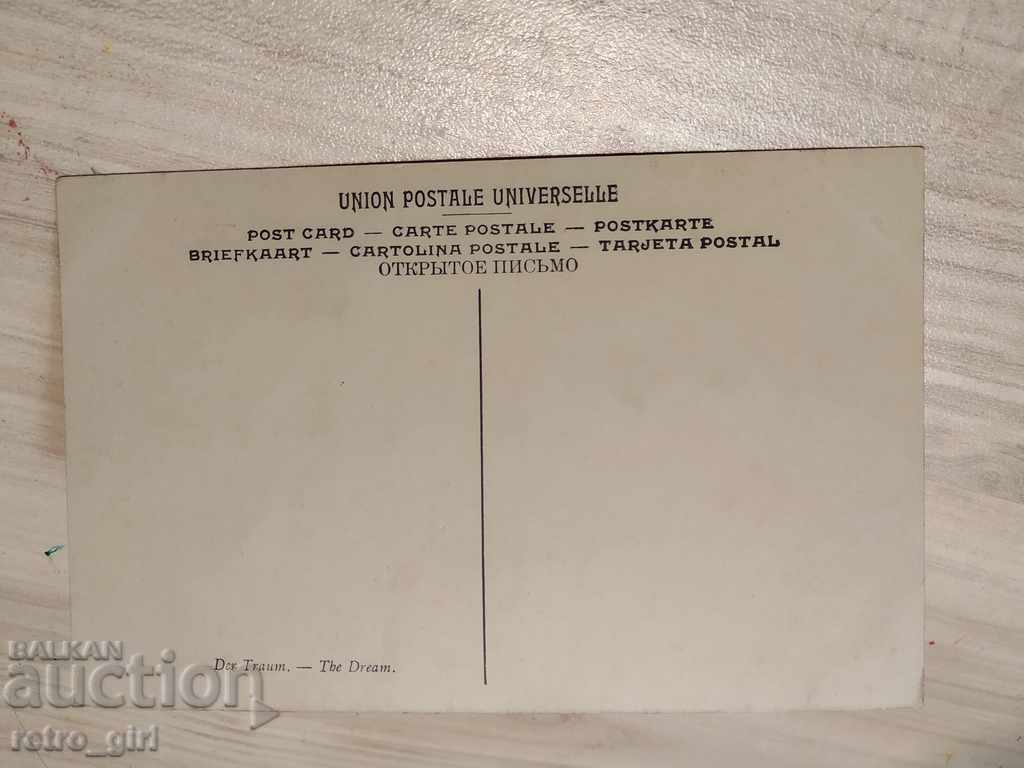 UNION POSTALE UNIVERSELLE
POST CARD — CARTE POSTALE — POSTKARTE
BRIEFKAART — CARTOLINA POSTALE — TARJETA POSTAL
ОТКРЫТОЕ ПИСЬМО
Der Traum. — The Dream.
BALKAN
auction
retro_girl